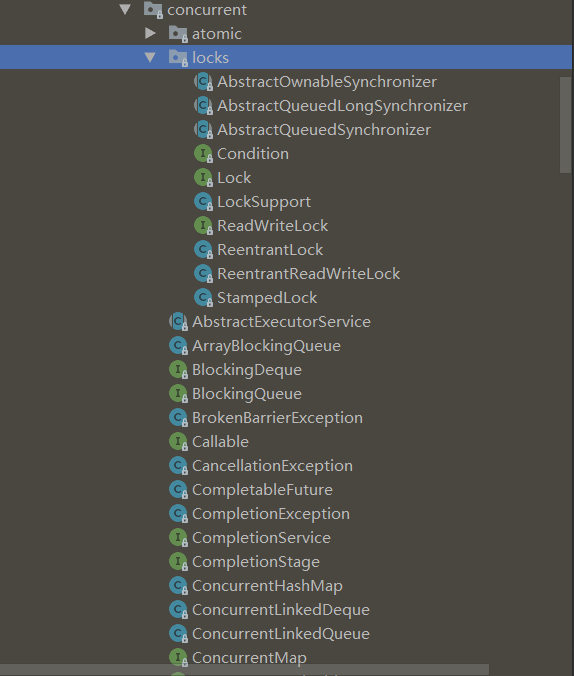 concurrent
atomic
locks
AbstractOwnableSynchronizer
AbstractQueuedLongSynchronizer
AbstractQueuedSynchronizer
Condition
Lock
LockSupport
ReadWriteLock
ReentrantLock
ReentrantReadWriteLock
StampedLock
AbstractExecutorService
ArrayBlockingQueue
BlockingDeque
BlockingQueue
BrokenBarrierException
Callable
CancellationException
CompletableFuture
CompletionException
CompletionService
CompletionStage
ConcurrentHashMap
ConcurrentLinkedDeque
ConcurrentLinkedQueue
ConcurrentMap